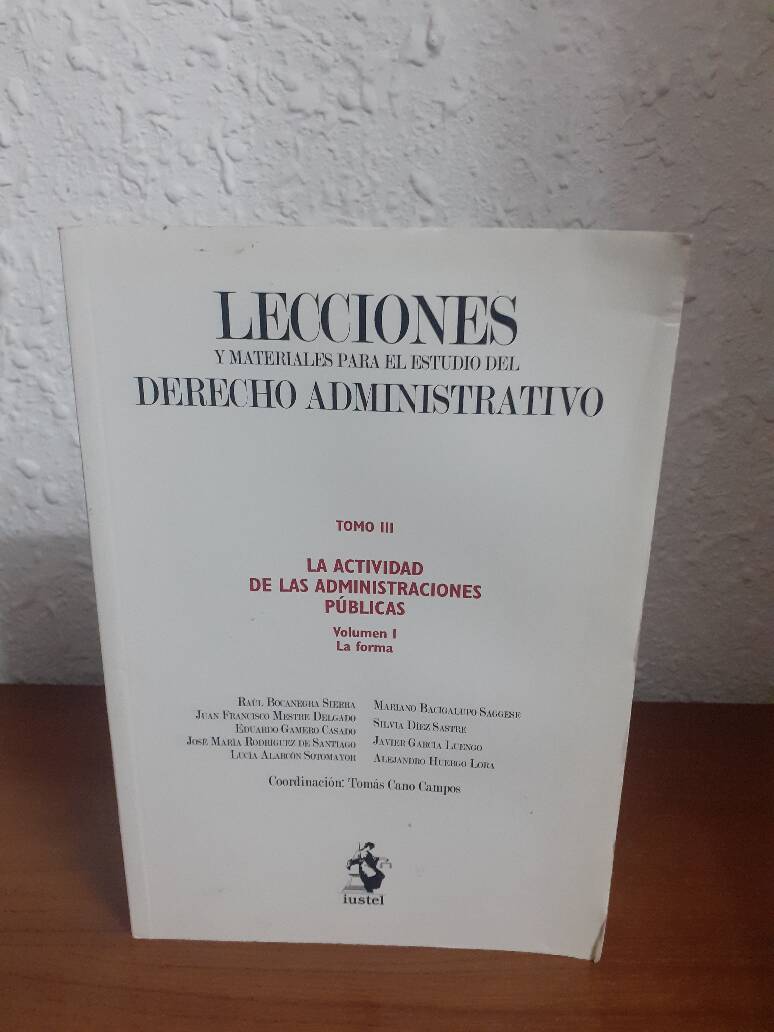 LECCIONES
Y MATERIALES PARA EL ESTUDIO DEL
DERECHO ADMINISTRATIVO
TOMO III
LA ACTIVIDAD
DE LAS ADMINISTRACIONES
PÚBLICAS
Volumen I
La forma
RAÚL BOCANEGRA SIERRA
JUAN FRANCISCO MESTRE DELGADO
EDUARDO GAMERO CASADO
JOSÉ MARÍA RODRÍGUEZ DE SANTIAGO
LUCÍA ALARCÓN SOTOMAYOR
MARIANO BACIGALUPO SAGGESE
SILVIA DÍEZ SASTRE
JAVIER GARCÍA LUENGO
ALEJANDRO HUERGO LORA
Coordinación: Tomás Cano Campos
iustel